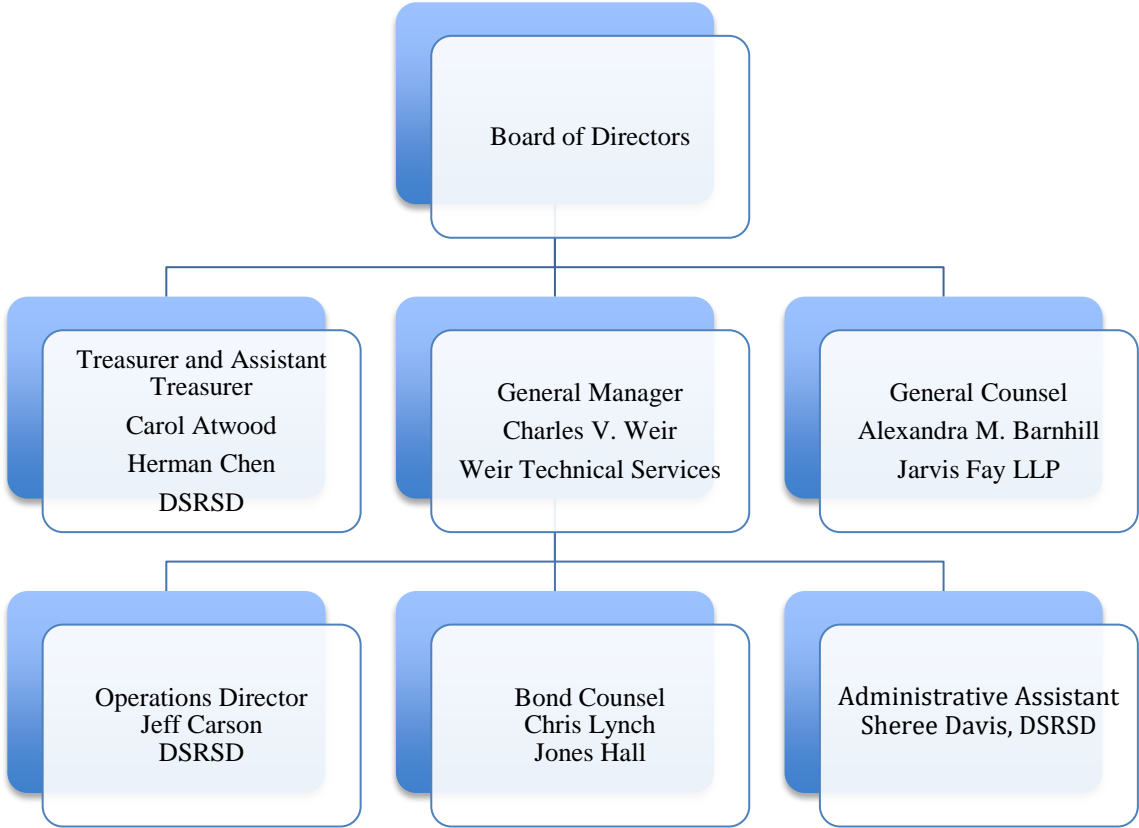 Board of Directors
Treasurer and Assistant
Treasurer
Carol Atwood
Herman Chen
DSRSD
General Manager
Charles V. Weir
Weir Technical Services
General Counsel
Alexandra M. Barnhill
Jarvis Fay LLP
Operations Director
Jeff Carson
DSRSD
Bond Counsel
Chris Lynch
Jones Hall
Administrative Assistant
Sheree Davis, DSRSD